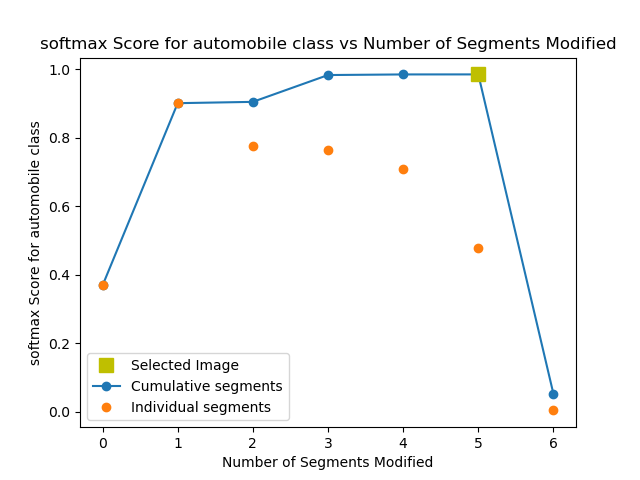 softmax Score for automobile class vs Number of Segments Modified
softmax Score for automobile class
1.0
0.8
0.6
0.4
0.2
0.0
Selected Image
Cumulative segments
Individual segments
0 1 2 3 4 5 6
Number of Segments Modified